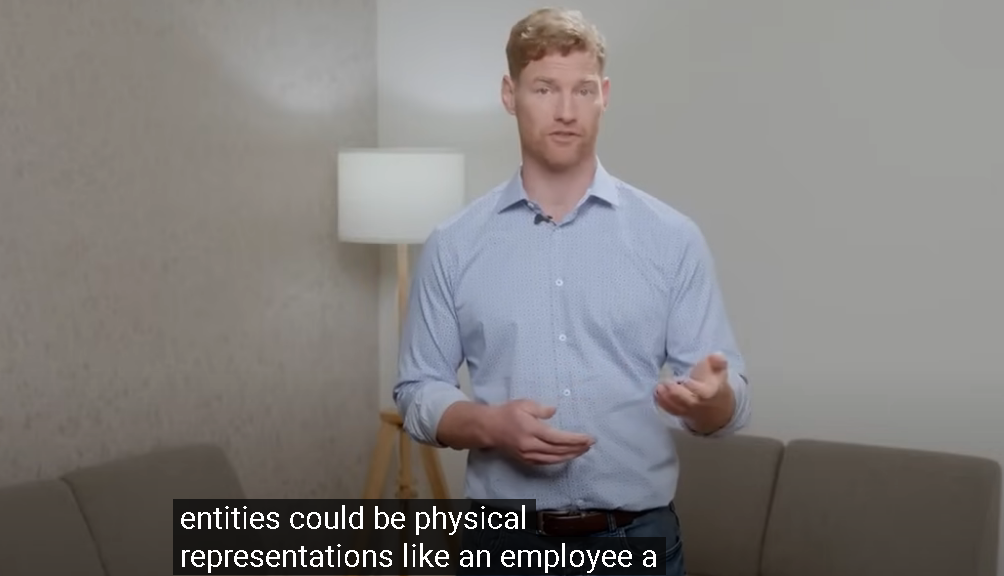 entities could be physical
representations like an employee a